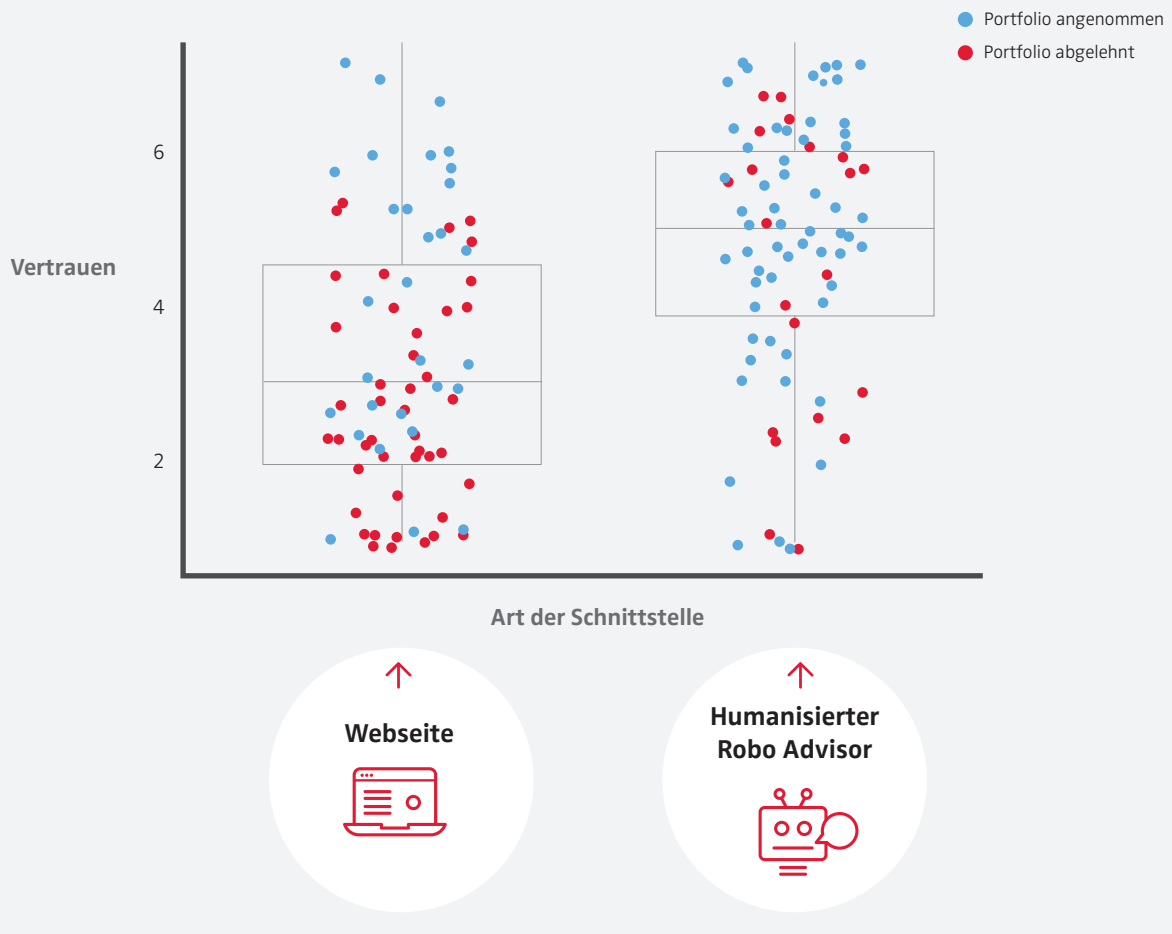 Portfolio angenommen
Portfolio abgelehnt
6
Vertrauen
4
2
Art der Schnittstelle
Webseite
Humanisierter
Robo Advisor